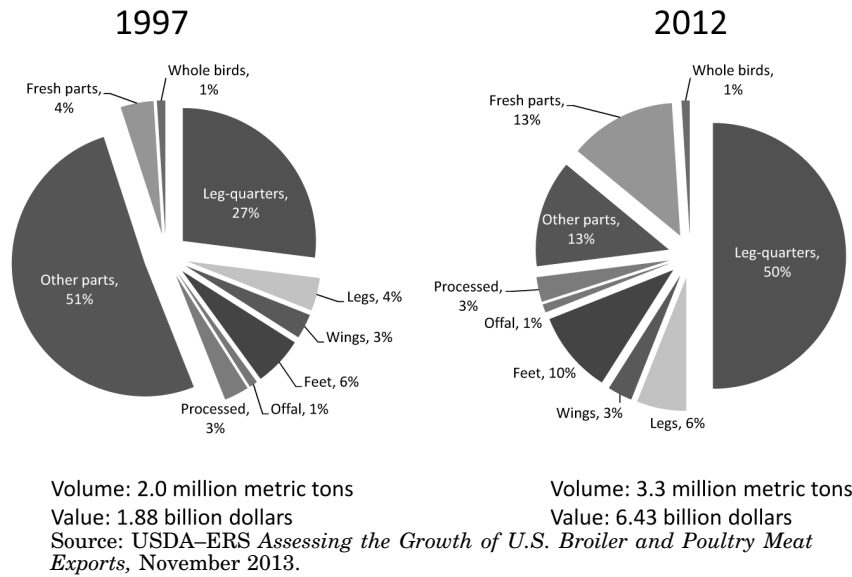 1997
Whole birds,
1%
Fresh parts,
4%
Leg-quarters,
27%
Other parts,
51%
Legs, 4%
Wings, 3%
Feet, 6%
Offal, 1%
Processed,
3%
2012
Whole birds,
1%
Fresh parts,
13%
Other parts,
13%
Leg-quarters,
50%
Processed,
3%
Offal, 1%
Feet, 10%
Wings, 3%
Legs, 6%
Volume: 2.0 million metric tons
Value: 1.88 billion dollars
Volume: 3.3 million metric tons
Value: 6.43 billion dollars
Source: USDA–ERS Assessing the Growth of U.S. Broiler and Poultry Meat
Exports, November 2013.